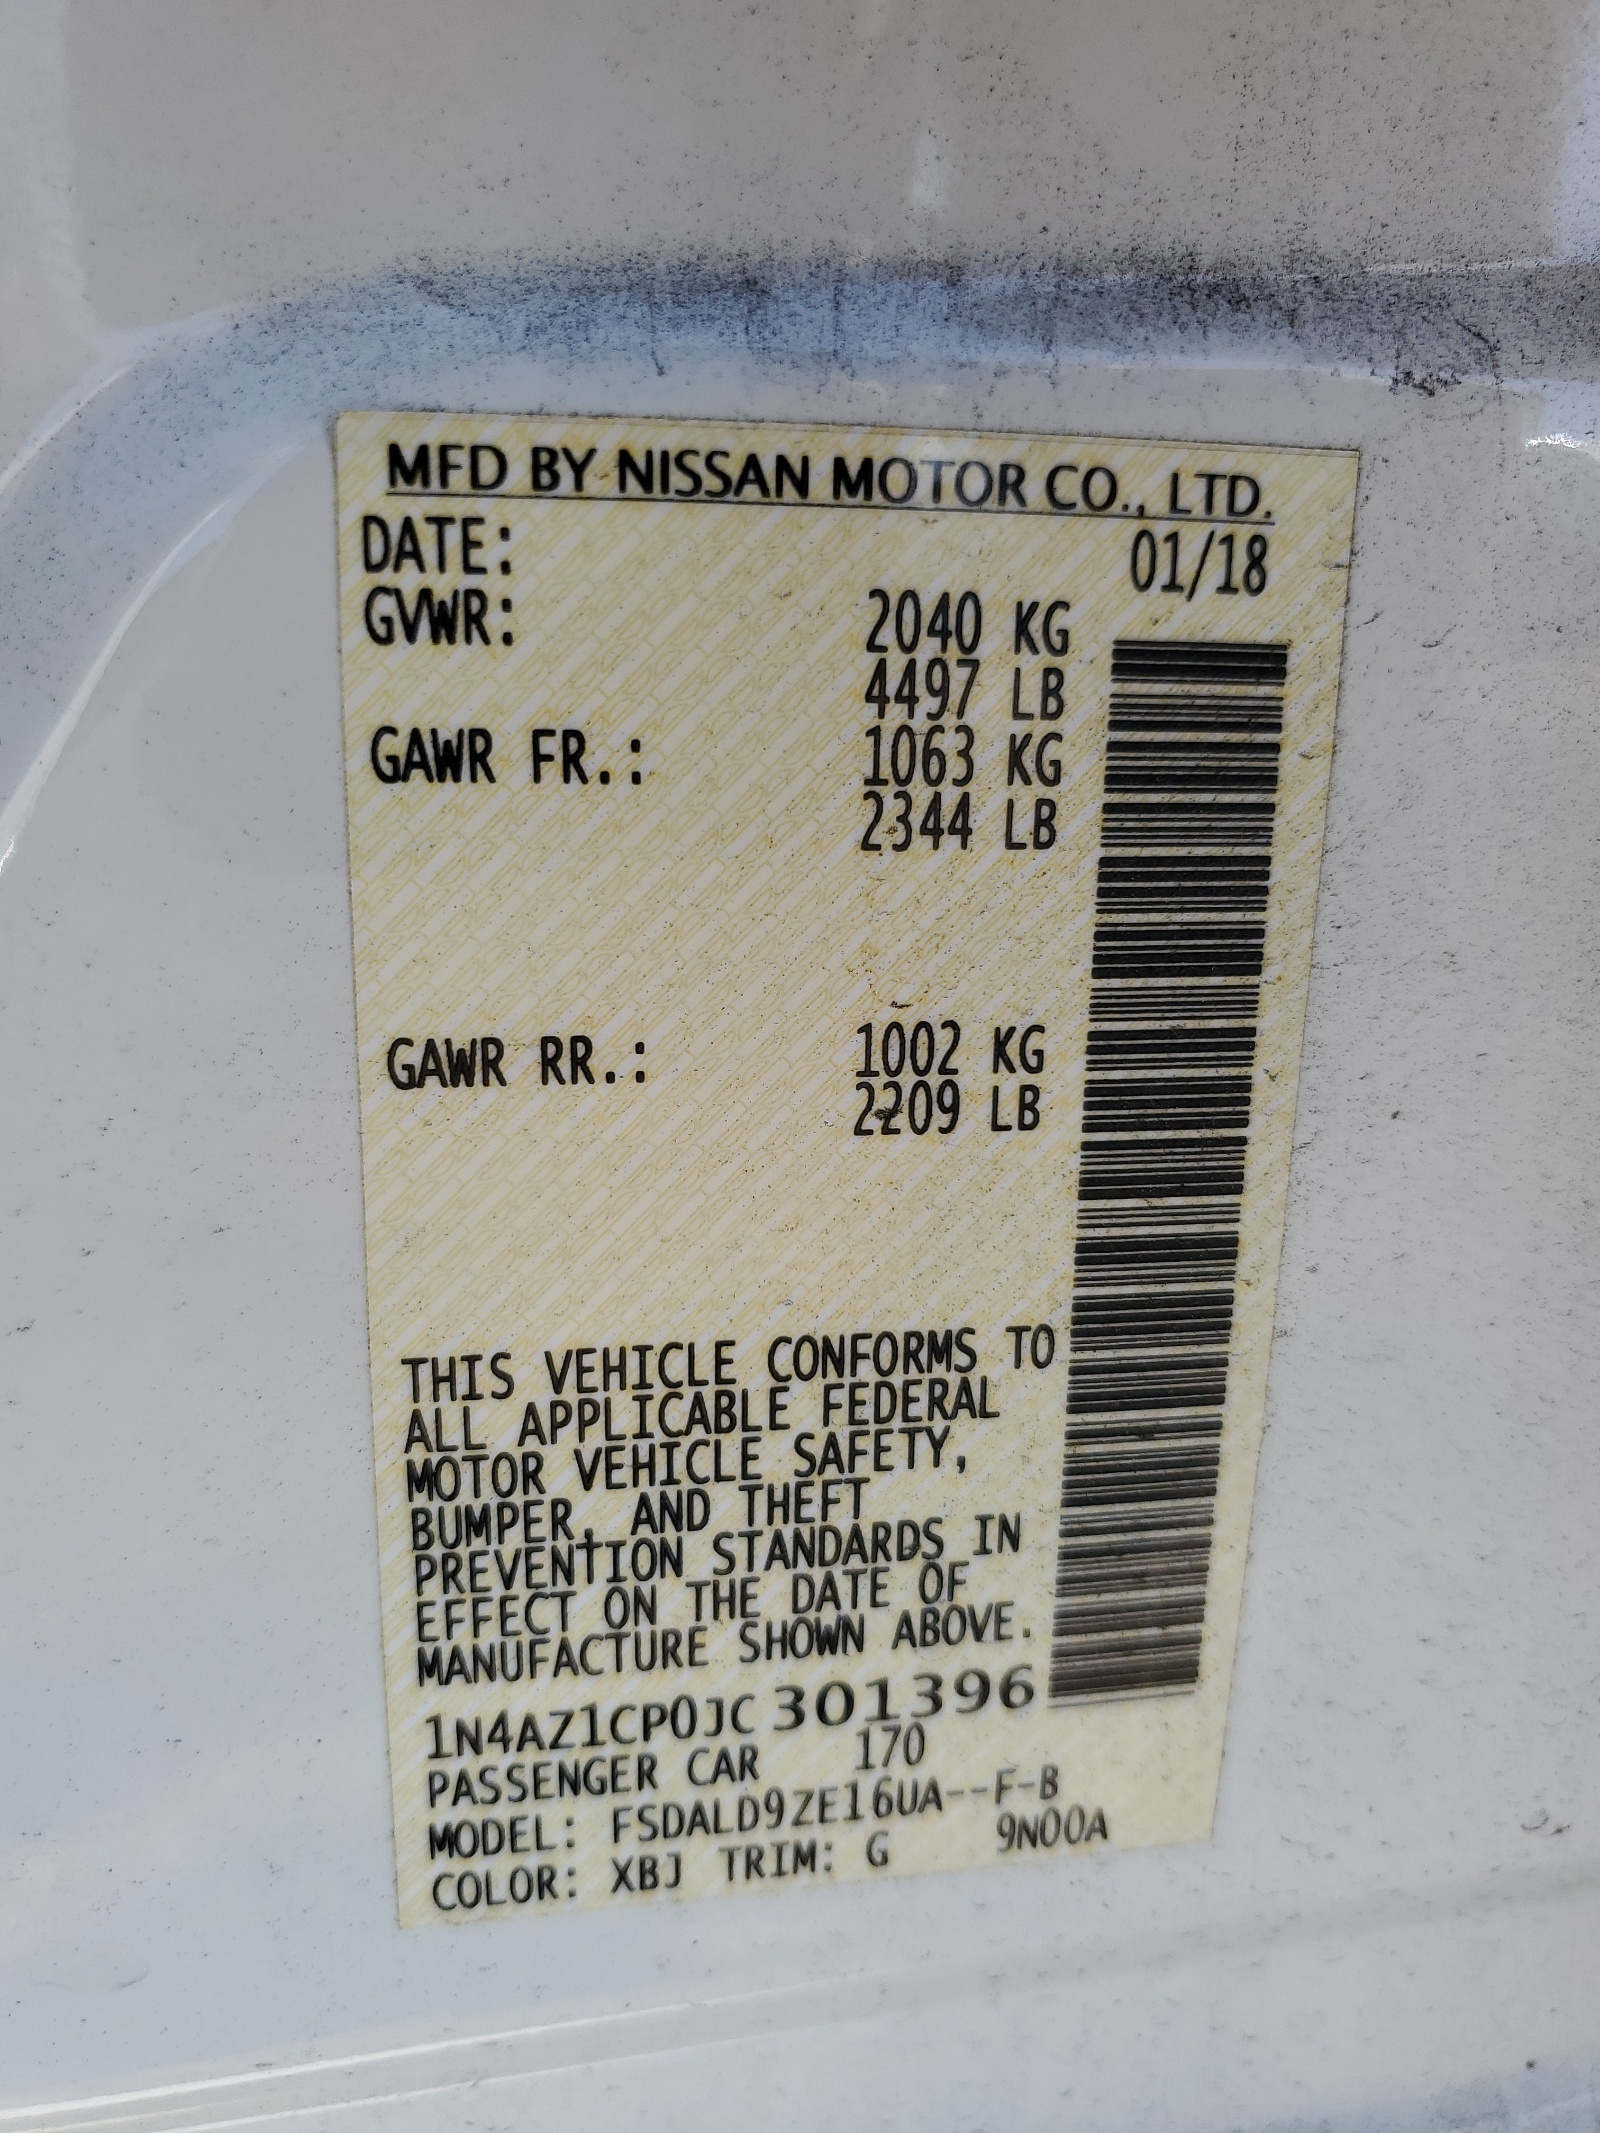 MFD BY NISSAN MOTOR CO., LTD.
DATE: 01/18
GVWR: 2040 KG
4497 LB
GAWR FR.: 1063 KG
2344 LB
GAWR RR.: 1002 KG
2209 LB
THIS VEHICLE CONFORMS TO
ALL APPLICABLE FEDERAL
MOTOR VEHICLE SAFETY,
BUMPER, AND THEFT
PREVENTION STANDARDS IN
EFFECT ON THE DATE OF
MANUFACTURE SHOWN ABOVE.
1N4AZ1CP0JC301396
PASSENGER CAR 170
MODEL: FSDALD9ZE16UA--F-B
COLOR: XBJ TRIM: G 9N00A